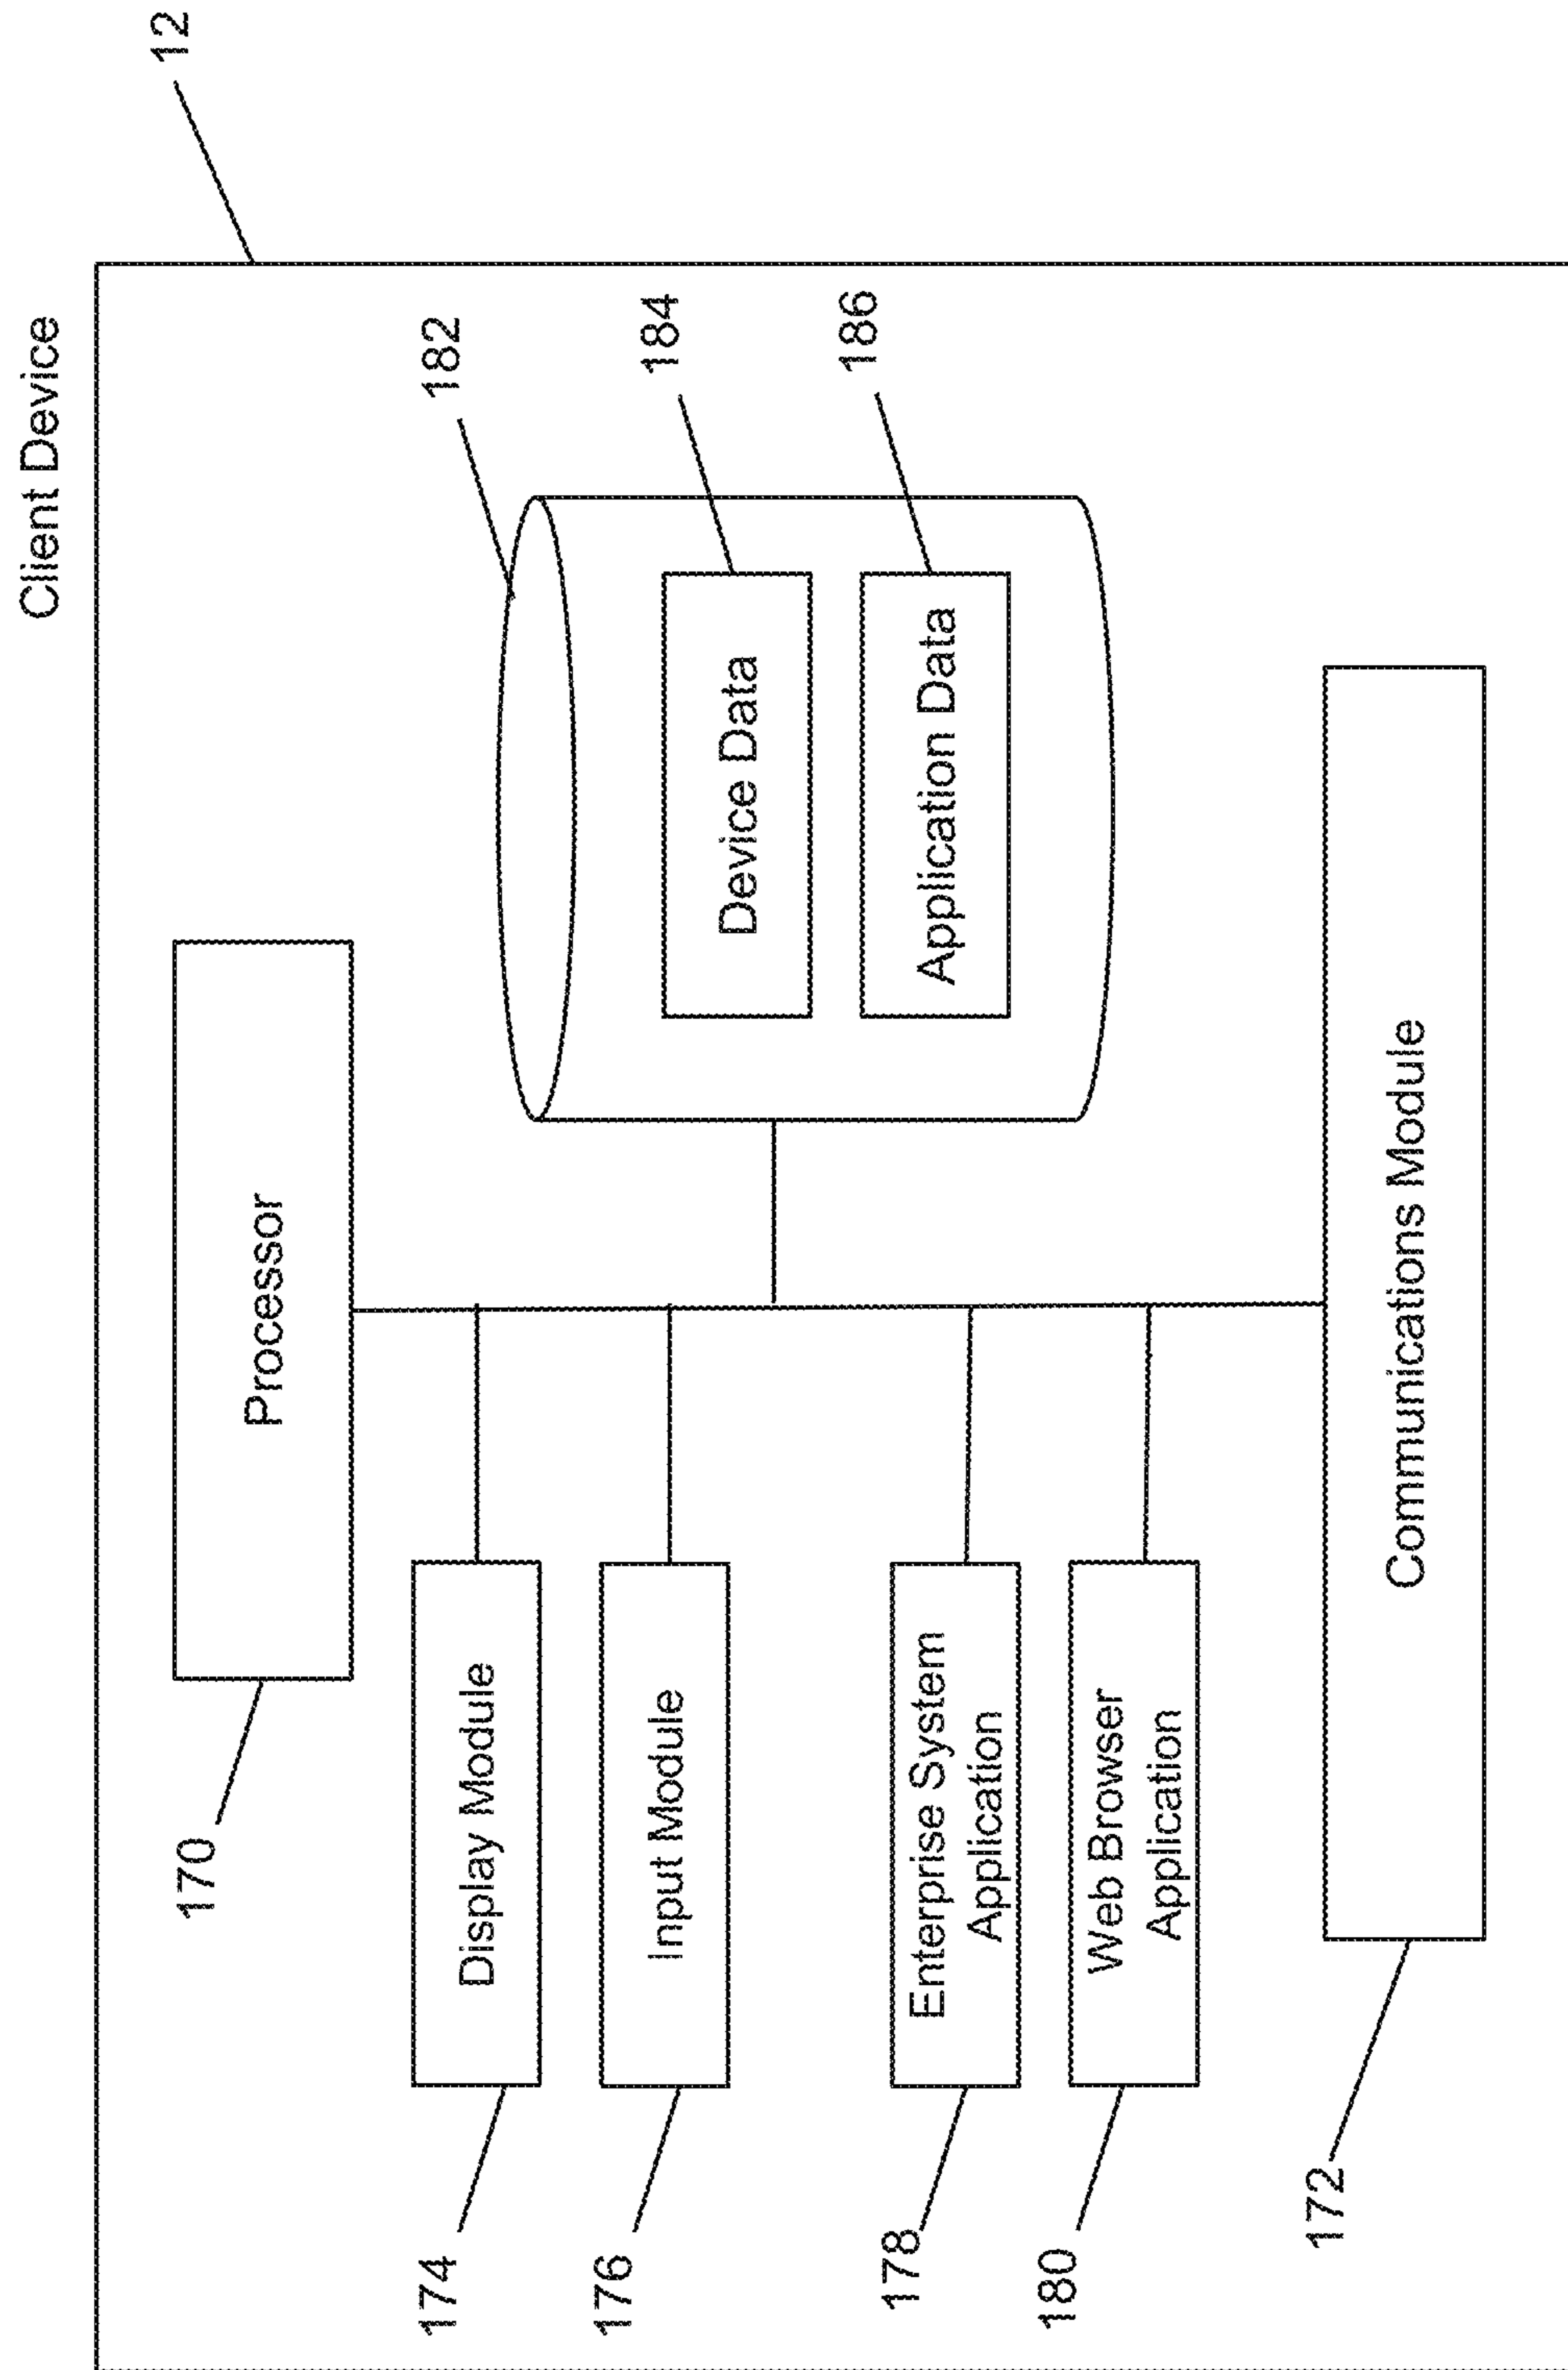 Client Device
12
170
Processor
174
Display Module
182
176
Input Module
184
Device Data
178
Enterprise System
Application
186
Application Data
180
Web Browser
Application
172
Communications Module